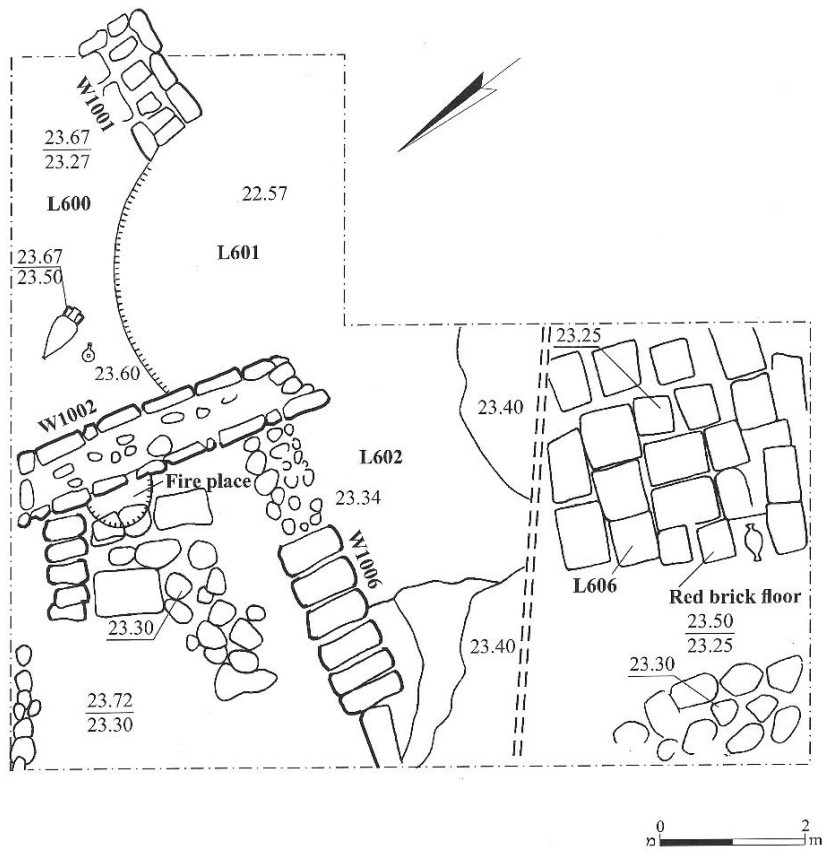 W1001
23.67
23.27
L600
22.57
L601
23.67
23.50
23.60
W1002
23.25
23.40
L602
Fire place
23.34
W1006
L606
Red brick floor
23.50
23.25
23.30
23.40
23.30
23.72
23.30
0 2
מ m